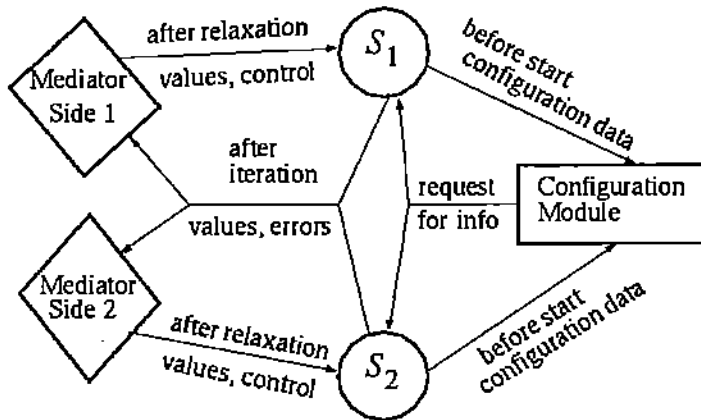 after relaxation
values, control
Mediator
Side 1
S1
before start
configuration data
after
iteration
values, errors
request
for info
Configuration
Module
Mediator
Side 2
after relaxation
values, control
S2
before start
configuration data